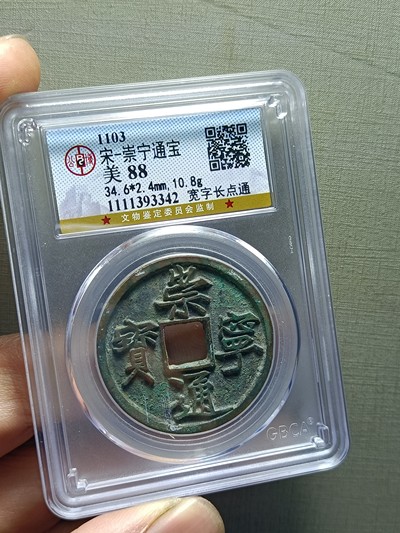 1103
宋-崇宁通宝
美 88
34.6*2.4mm,10.8g
1111393342 宽字长点通
★ 文物鉴定委员会监制 ★
崇
寶 寧
通
GBCA®